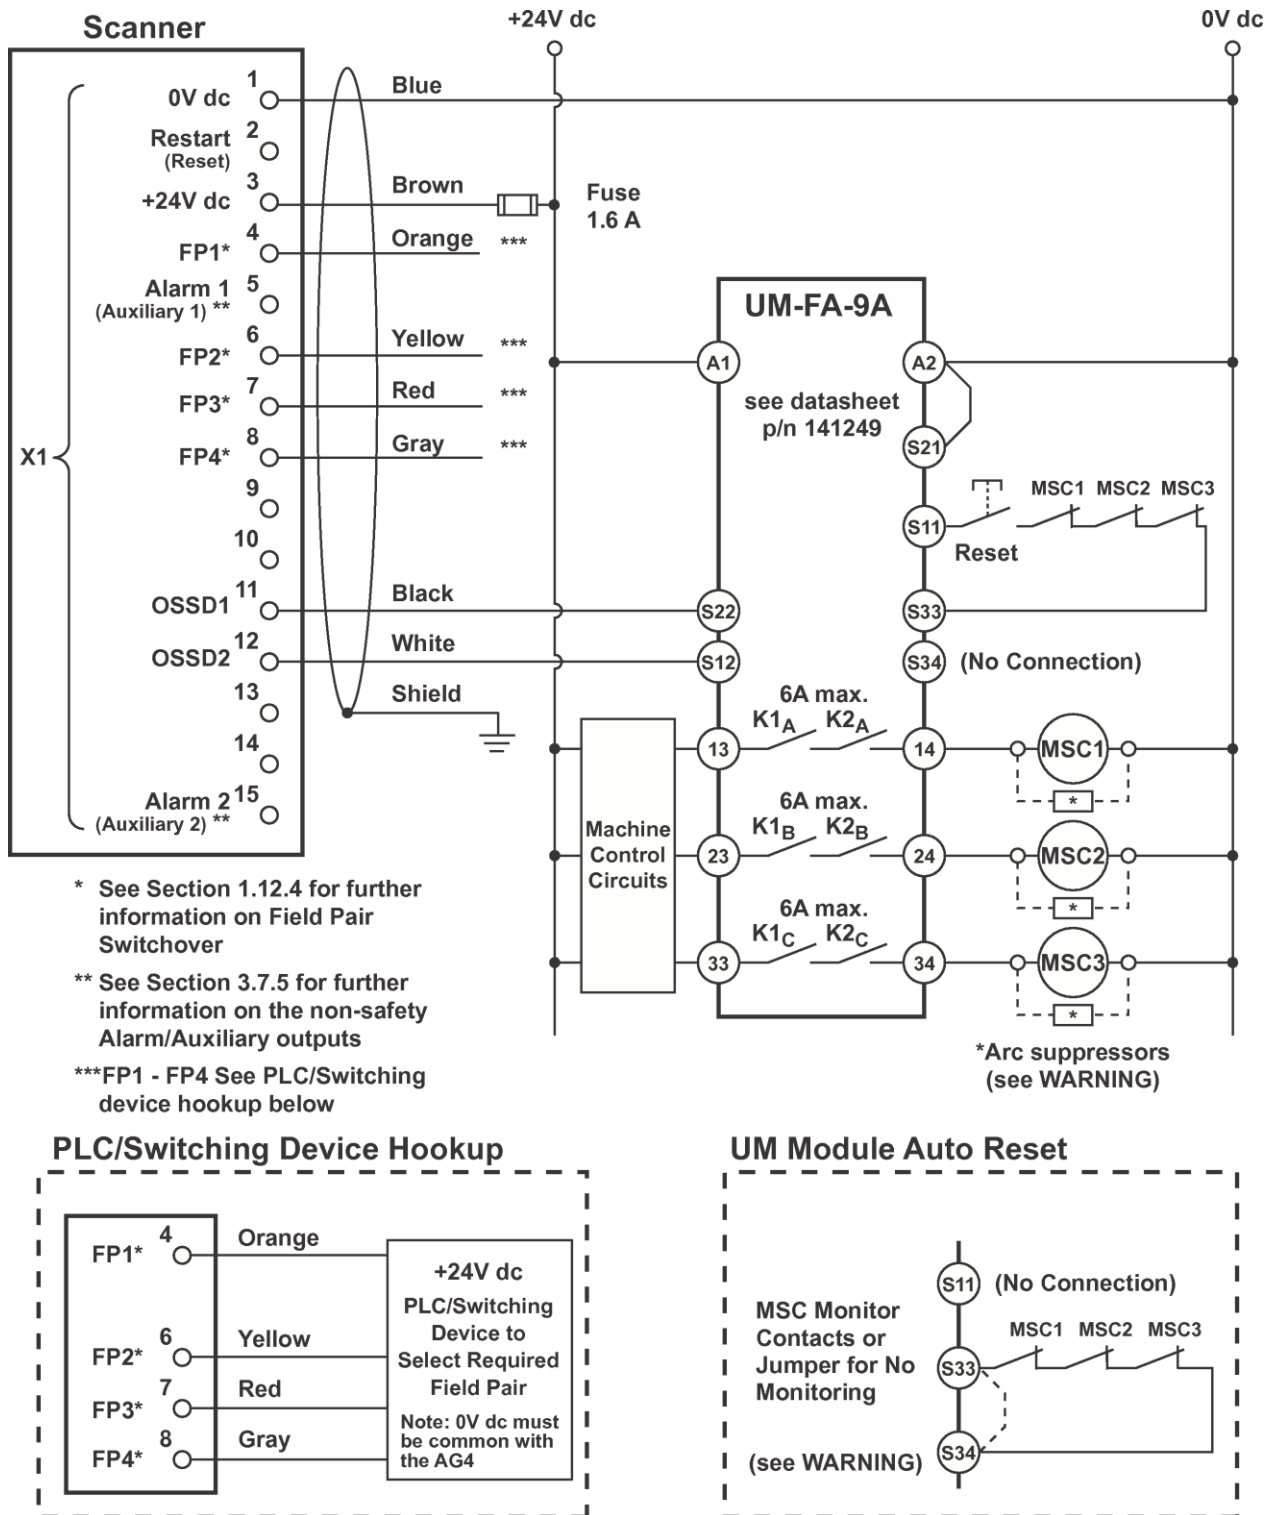 Scanner
+24V dc
0V dc
X1
0V dc
1
Blue
Restart
(Reset)
2
+24V dc
3
Brown
Fuse
1.6 A
FP1*
4
Orange
***
Alarm 1
(Auxiliary 1) **
5
FP2*
6
Yellow
***
FP3*
7
Red
***
FP4*
8
Gray
***
9
10
OSSD1
11
Black
OSSD2
12
White
13
Shield
14
Alarm 2
(Auxiliary 2) **
15
UM-FA-9A
see datasheet
p/n 141249
A1
A2
S21
S11
Reset
MSC1
MSC2
MSC3
S22
S33
S12
S34
(No Connection)
Machine
Control
Circuits
6A max.
K1A
K2A
13
14
MSC1
*
6A max.
K1B
K2B
23
24
MSC2
*
6A max.
K1C
K2C
33
34
MSC3
*
*Arc suppressors
(see WARNING)
* See Section 1.12.4 for further
information on Field Pair
Switchover
** See Section 3.7.5 for further
information on the non-safety
Alarm/Auxiliary outputs
***FP1 - FP4 See PLC/Switching
device hookup below
PLC/Switching Device Hookup
FP1*
4
Orange
FP2*
6
Yellow
FP3*
7
Red
FP4*
8
Gray
+24V dc
PLC/Switching
Device to
Select Required
Field Pair
Note: 0V dc must
be common with
the AG4
UM Module Auto Reset
S11
(No Connection)
MSC Monitor
Contacts or
Jumper for No
Monitoring
(see WARNING)
S33
MSC1
MSC2
MSC3
S34